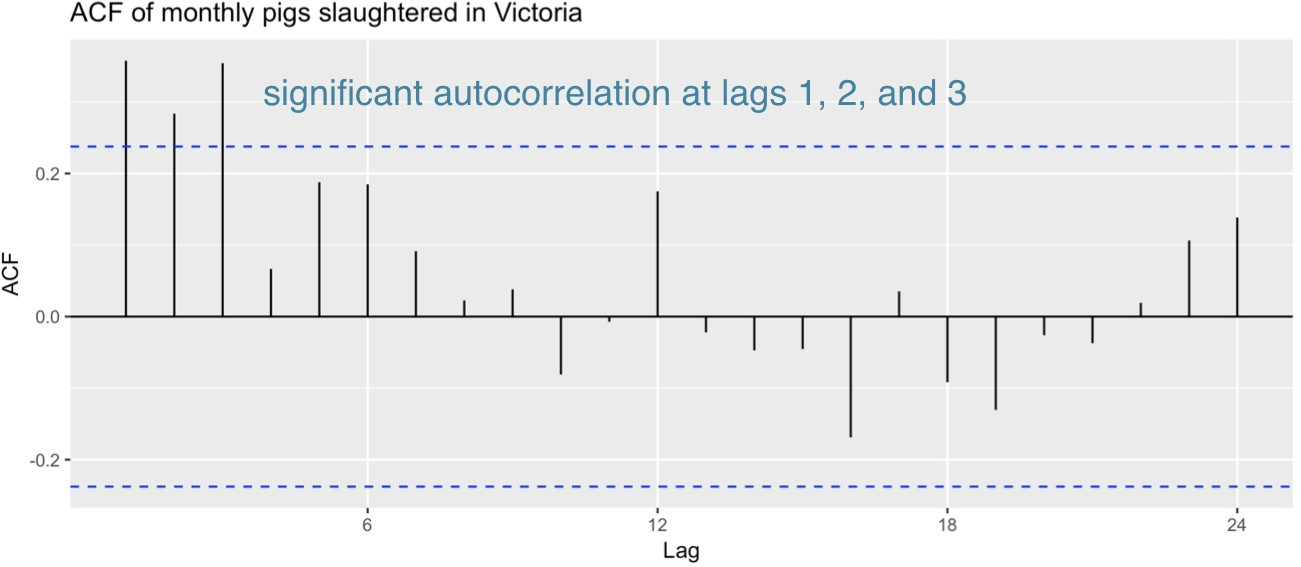 ACF of monthly pigs slaughtered in Victoria
significant autocorrelation at lags 1, 2, and 3
0.2
0.0
-0.2
ACF
6 12 18 24
Lag